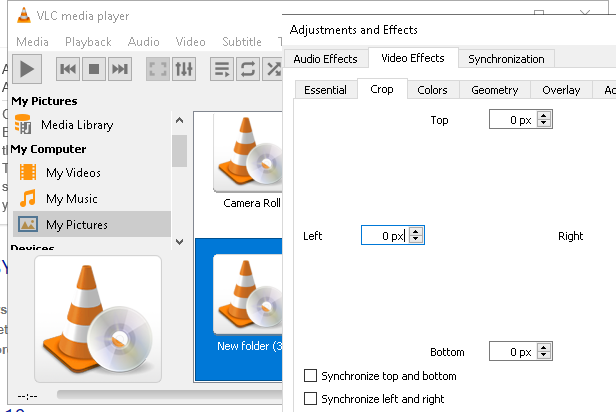 VLC media player
Media Playback Audio Video Subtitle
My Pictures
Media Library
My Computer
My Videos
My Music
My Pictures
Devices
Camera Roll
New folder (3
--:--
Adjustments and Effects
Audio Effects Video Effects Synchronization
Essential Crop Colors Geometry Overlay
Top 0 px
Left 0 px Right
Bottom 0 px
Synchronize top and bottom
Synchronize left and right